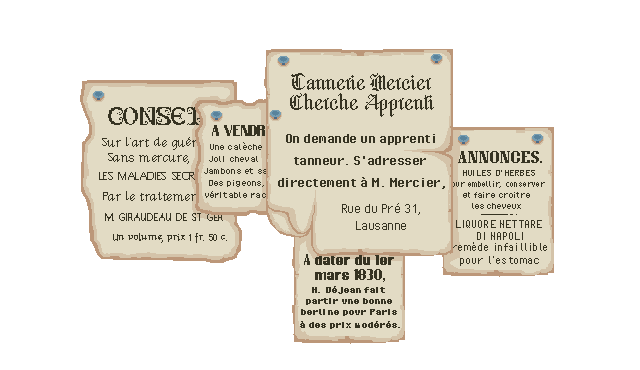 CONSEI
Sur l'art de guér
Sans mercure,
LES MALADIES SECR
Par le traitemer
M. GIRAUDEAU DE ST GER
Un volume, prix 1 fr. 50 c.
A VENDR
Une calèche
Joli cheval
Jambons et sa
Des pigeons,
véritable rac
Tannerie Mercier
Cherche Apprenti
On demande un apprenti
tanneur. S'adresser
directement à M. Mercier,
Rue du Pré 31,
Lausanne
A dater du 1er
mars 1830,
M. Déjean fait
partir une bonne
berline pour Paris
à des prix modérés.
ANNONCES.
HUILES D'HERBES
our embellir, conserver
et faire croitre
les cheveux
LIQUORE NETTARE
DI NAPOLI
remède infaillible
pour l'estomac